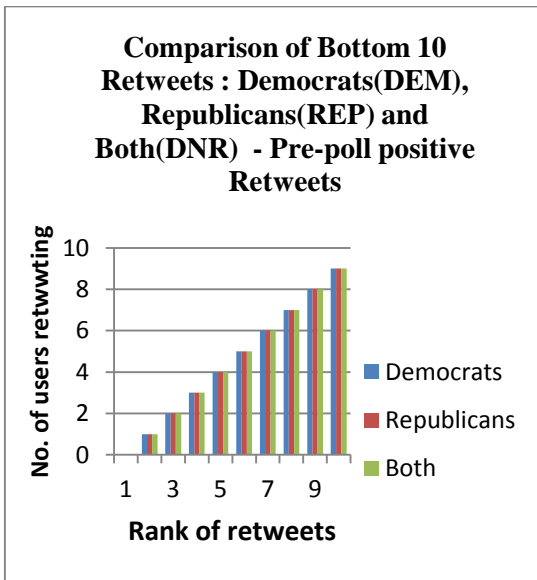 Comparison of Bottom 10
Retweets : Democrats(DEM),
Republicans(REP) and
Both(DNR)  - Pre-poll positive
Retweets
No. of users retwwting
10
8
6
4
2
0
1 3 5 7 9
Rank of retweets
Democrats
Republicans
Both